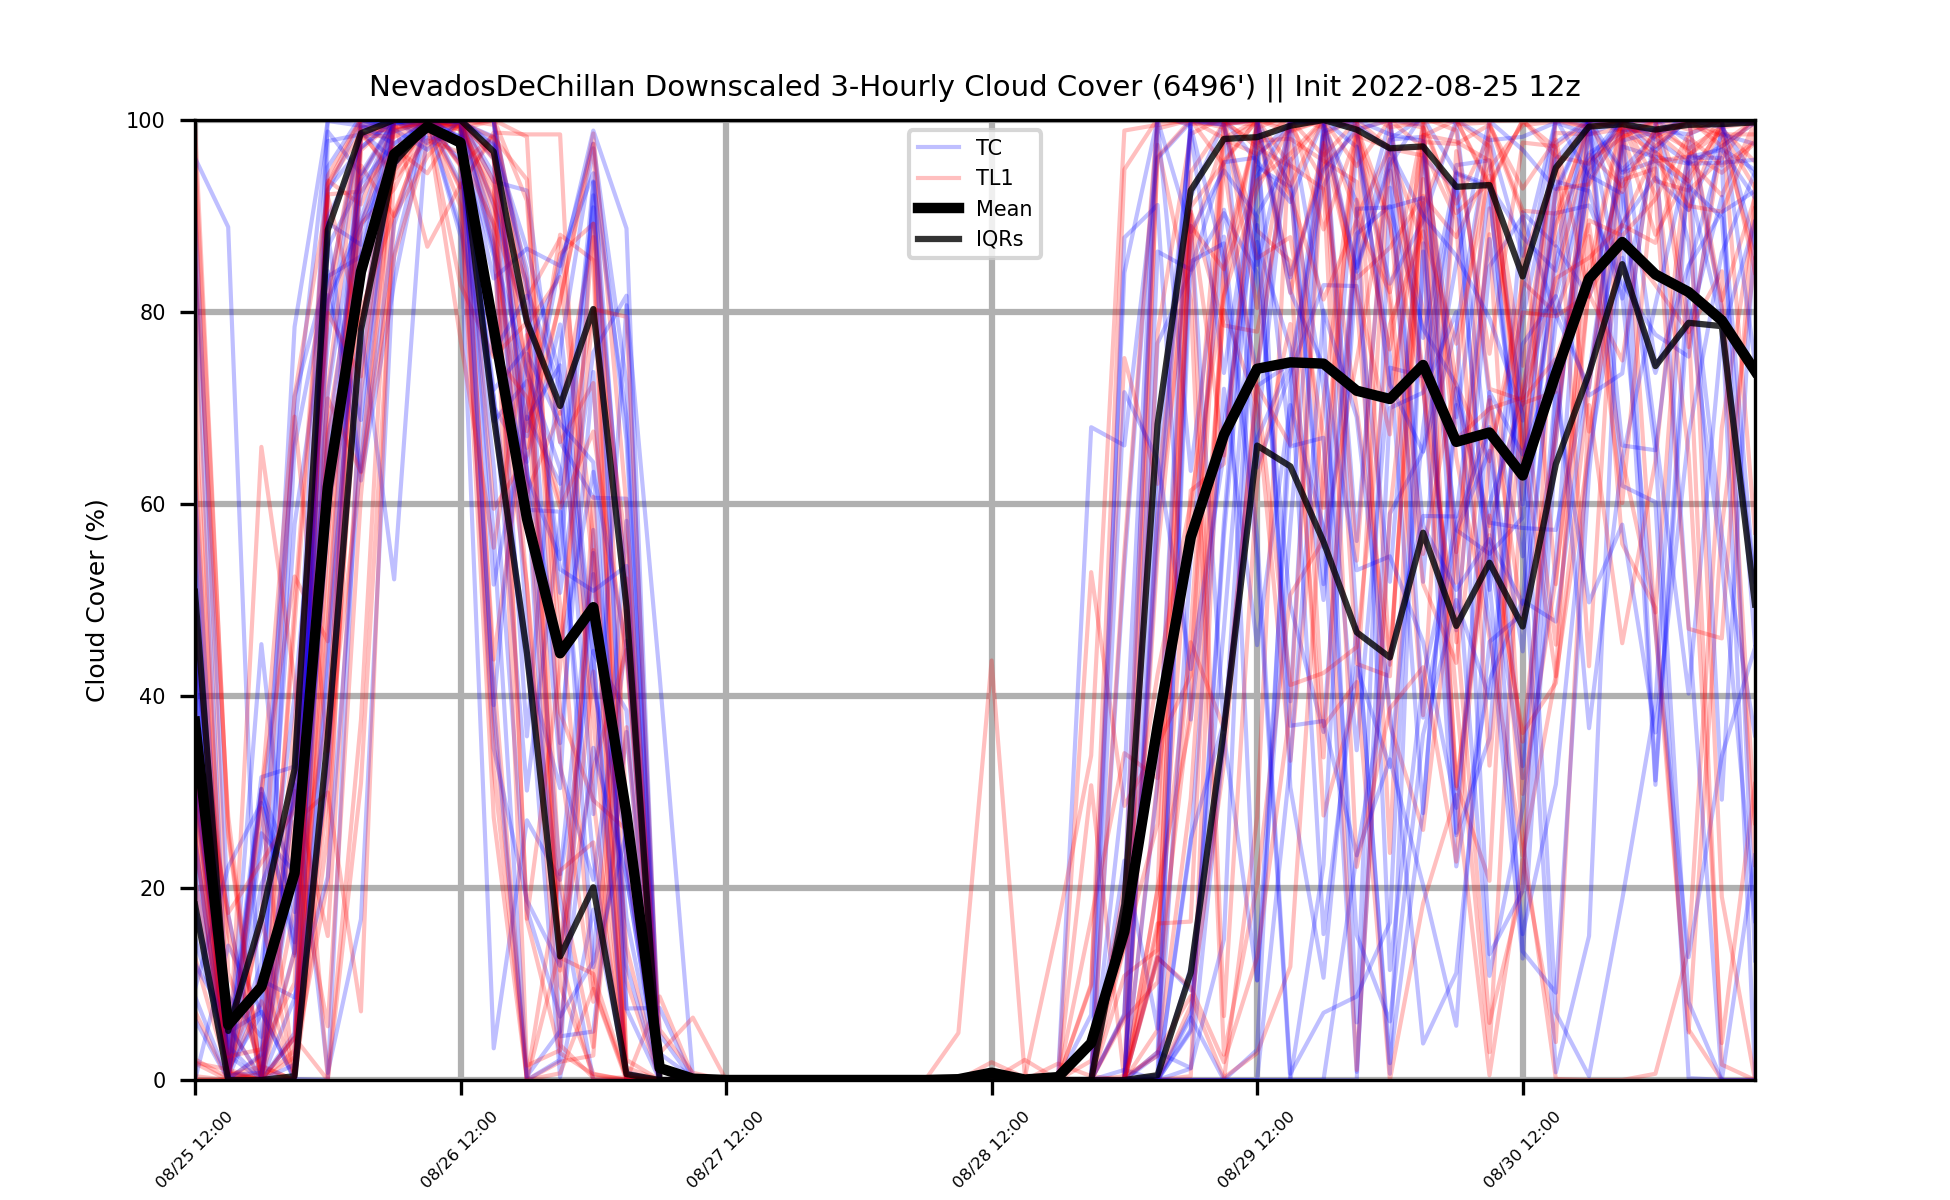 NevadosDeChillan Downscaled 3-Hourly Cloud Cover (6496') || Init 2022-08-25 12z
Cloud Cover (%)
100
80
60
40
20
0
TC
TL1
Mean
IQRs
08/25 12:00
08/26 12:00
08/27 12:00
08/28 12:00
08/29 12:00
08/30 12:00